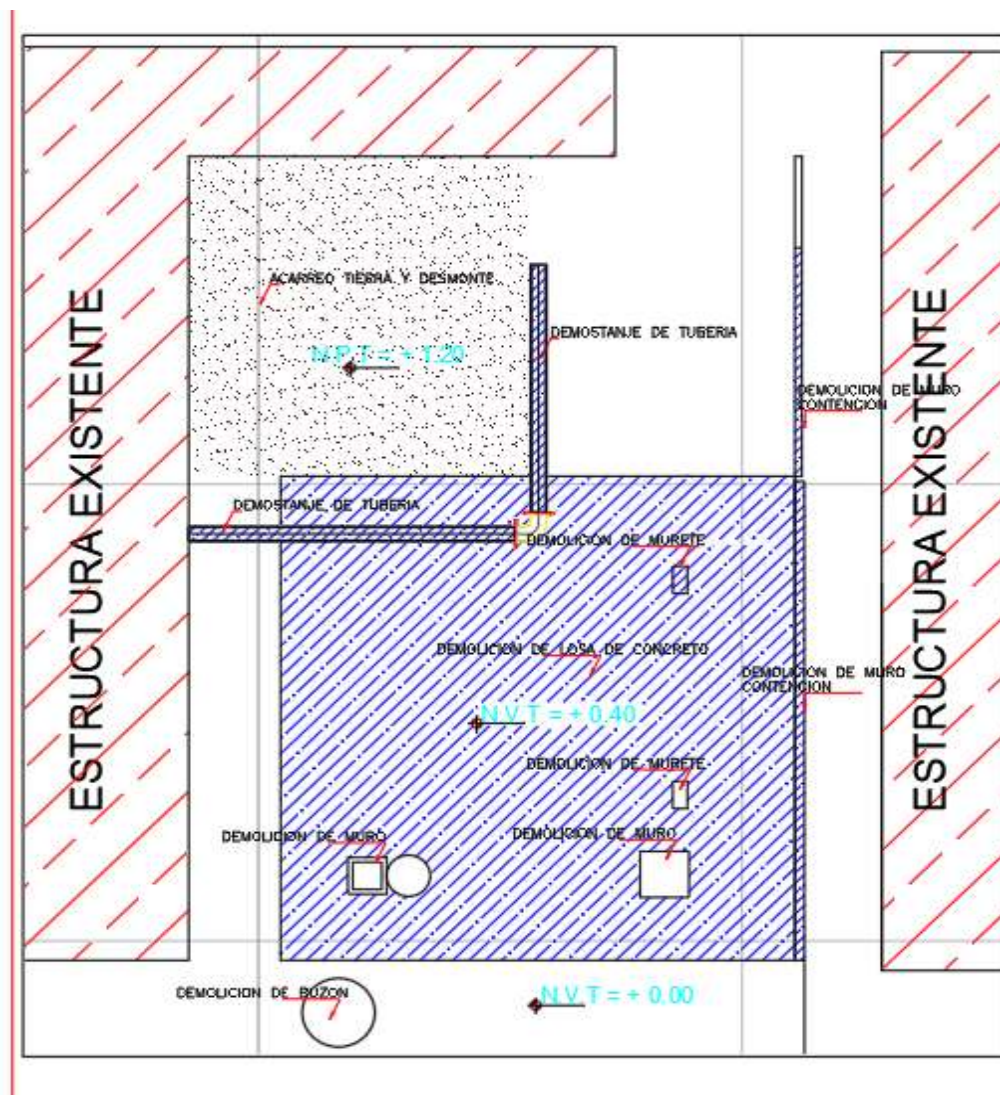 ACARREO TIERRA Y DESMONTE
DEMOSTANJE DE TUBERIA
N.P.T = + 1.20
DEMOLICION DE MURO
CONTENCION
ESTRUCTURA EXISTENTE
ESTRUCTURA EXISTENTE
DEMOSTANJE DE TUBERIA
DEMOLICION DE MURETE
DEMOLICION DE LOSA DE CONCRETO
DEMOLICION DE MURO
CONTENCION
N.V.T = + 0.40
DEMOLICION DE MURETE
DEMOLICION DE MURO
DEMOLICION DE MURO
DEMOLICION DE BUZON
N.V.T = + 0.00